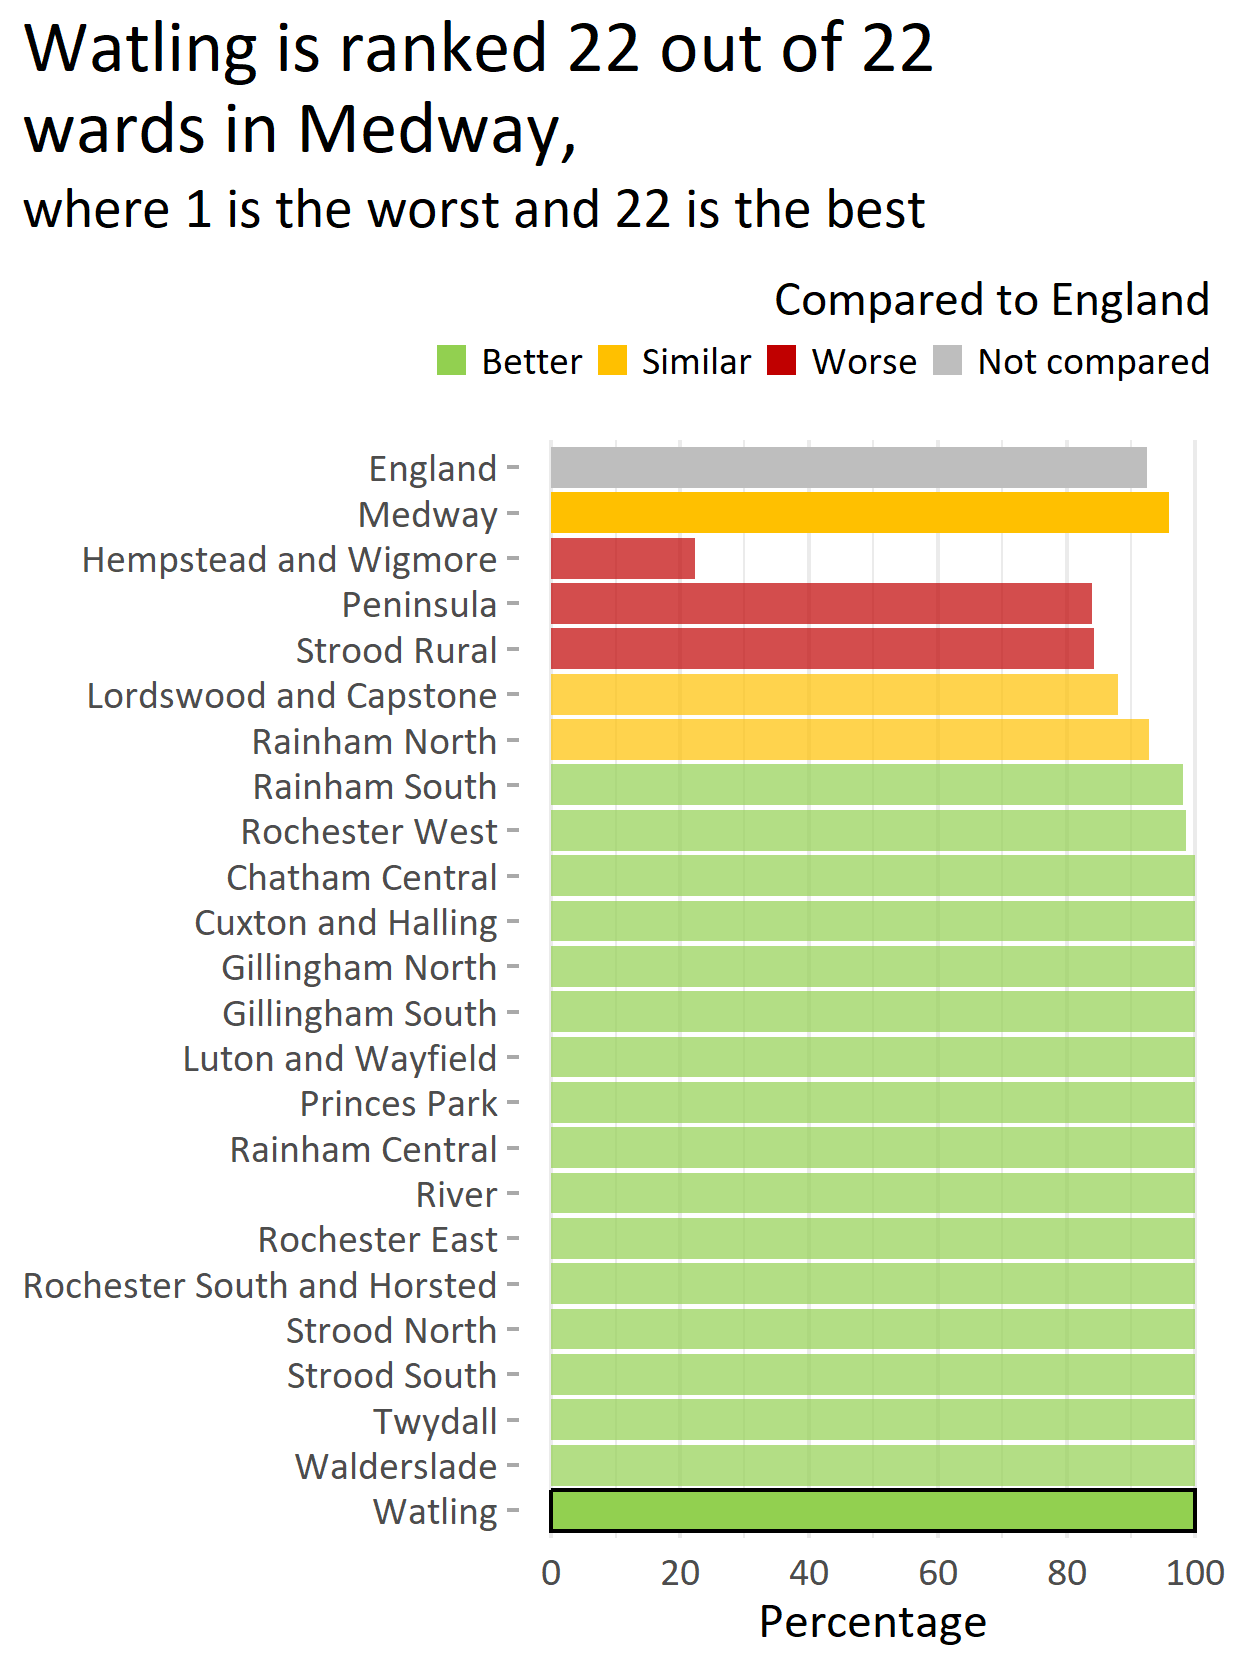 Watling is ranked 22 out of 22
wards in Medway,
where 1 is the worst and 22 is the best
Compared to England
Better Similar Worse Not compared
England
Medway
Hempstead and Wigmore
Peninsula
Strood Rural
Lordswood and Capstone
Rainham North
Rainham South
Rochester West
Chatham Central
Cuxton and Halling
Gillingham North
Gillingham South
Luton and Wayfield
Princes Park
Rainham Central
River
Rochester East
Rochester South and Horsted
Strood North
Strood South
Twydall
Walderslade
Watling
0 20 40 60 80 100
Percentage